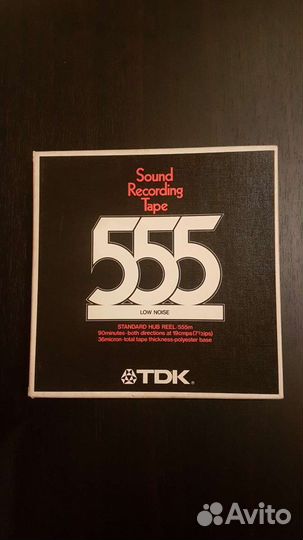 Sound
Recording
Tape
555
LOW NOISE
STANDARD HUB REEL·555m
90minutes·both directions at 19cmps(7½ips)
36micron·total tape thickness·polyester base
TDK®
Avito